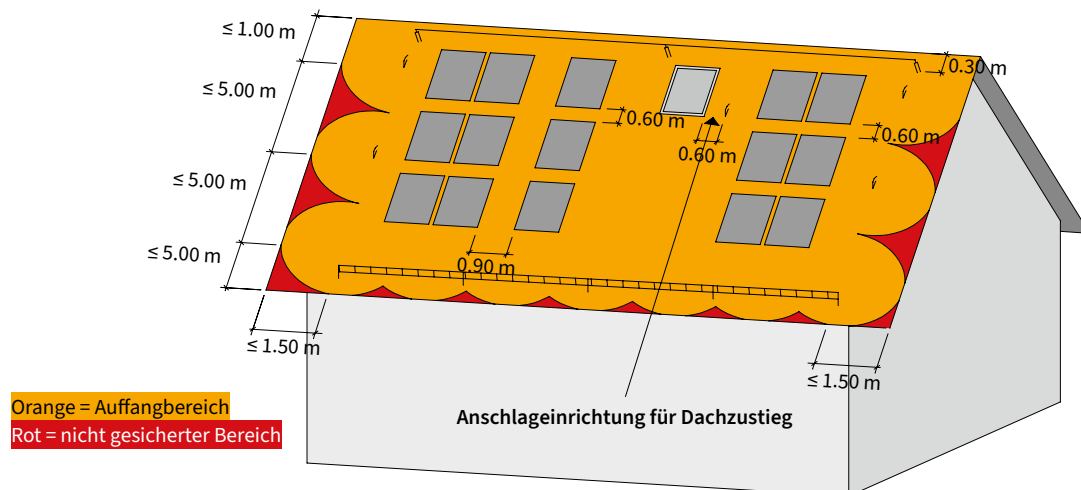 ≤ 1.00 m
0.30 m
≤ 5.00 m
0.60 m
0.60 m
0.60 m
≤ 5.00 m
≤ 5.00 m
0.90 m
≤ 1.50 m
≤ 1.50 m
Orange = Auffangbereich
Rot = nicht gesicherter Bereich
Anschlageinrichtung für Dachzustieg